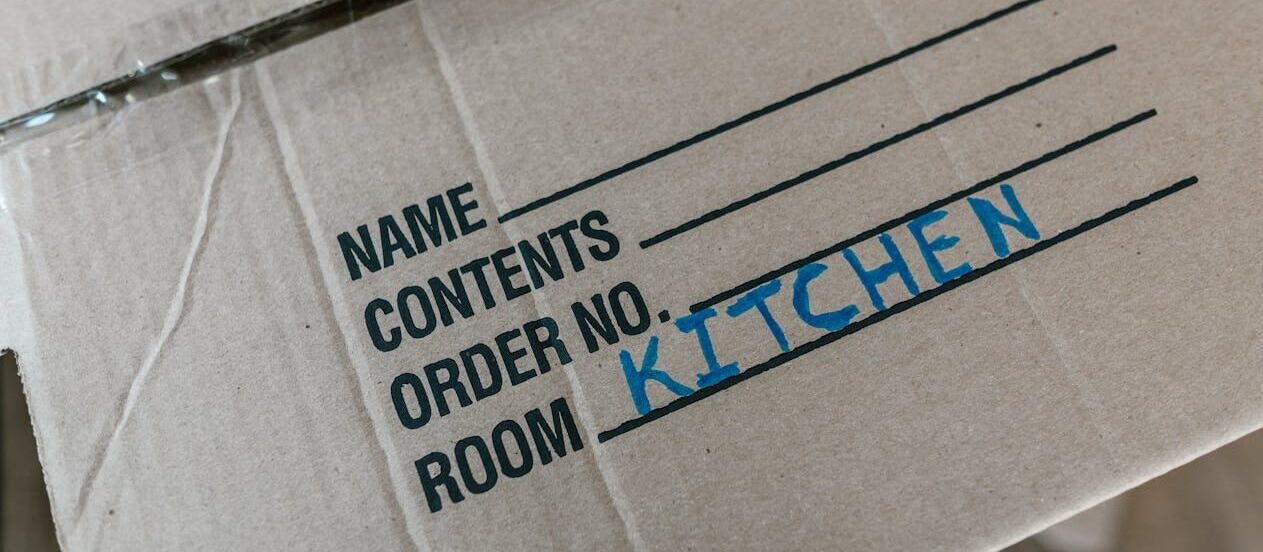 NAME
CONTENTS
ORDER NO.
ROOM KITCHEN